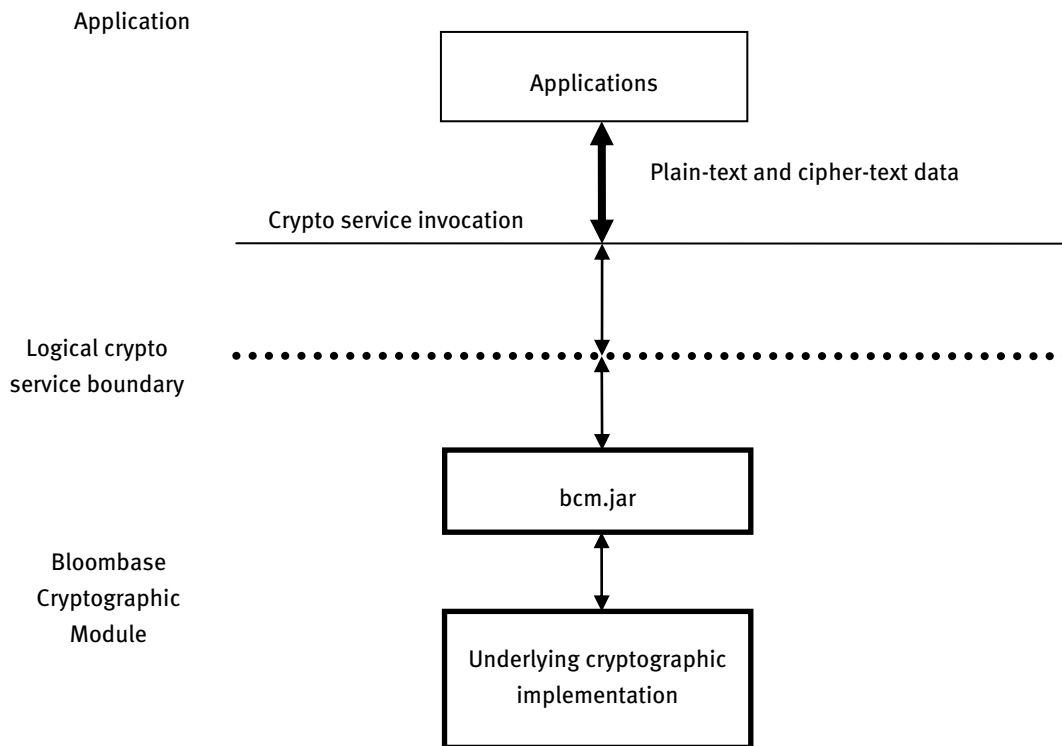 Application
Applications
Plain-text and cipher-text data
Crypto service invocation
Logical crypto
service boundary
bcm.jar
Bloombase
Cryptographic
Module
Underlying cryptographic
implementation